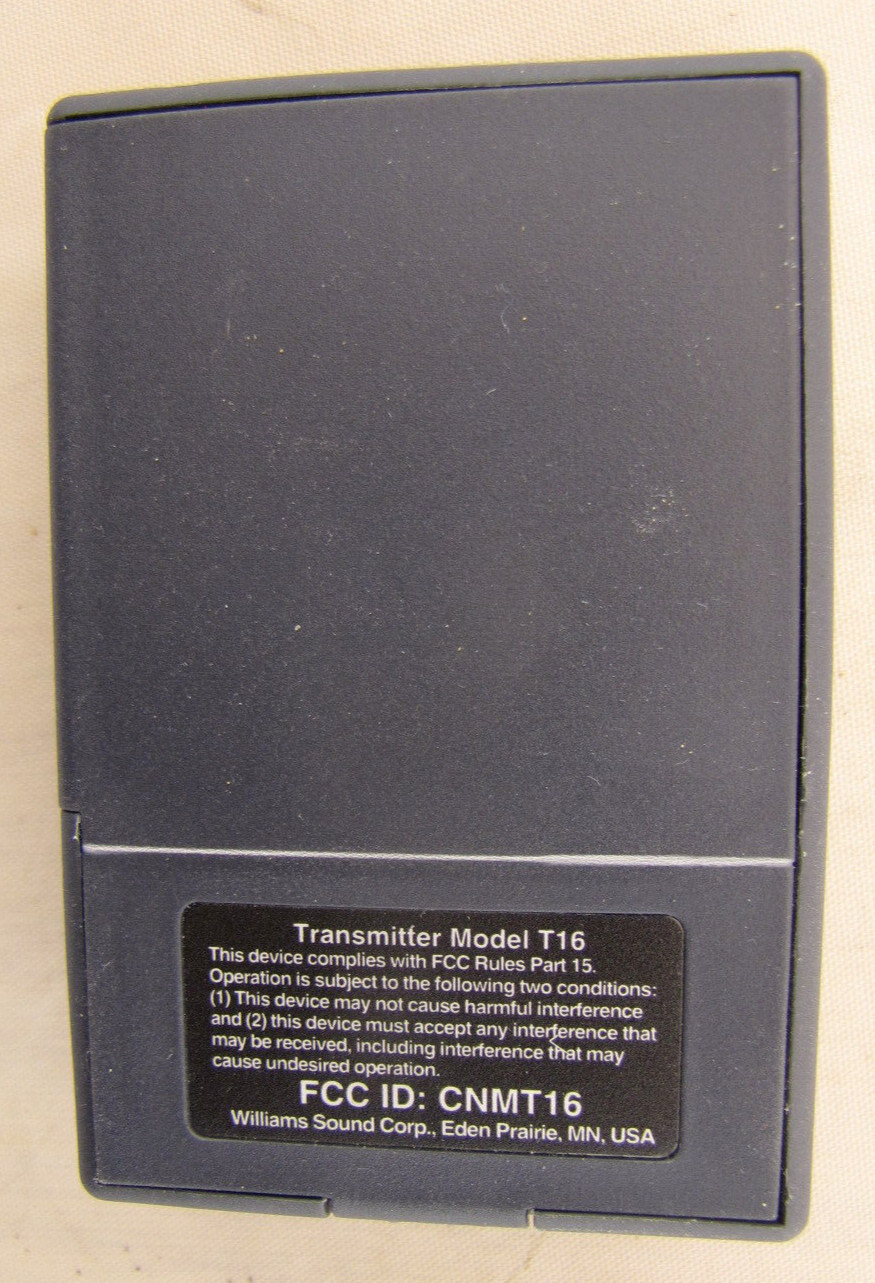 Transmitter Model T16
This device complies with FCC Rules Part 15.
Operation is subject to the following two conditions:
(1) This device may not cause harmful interference
and (2) this device must accept any interference that
may be received, including interference that may
cause undesired operation.
FCC ID: CNMT16
Williams Sound Corp., Eden Prairie, MN, USA